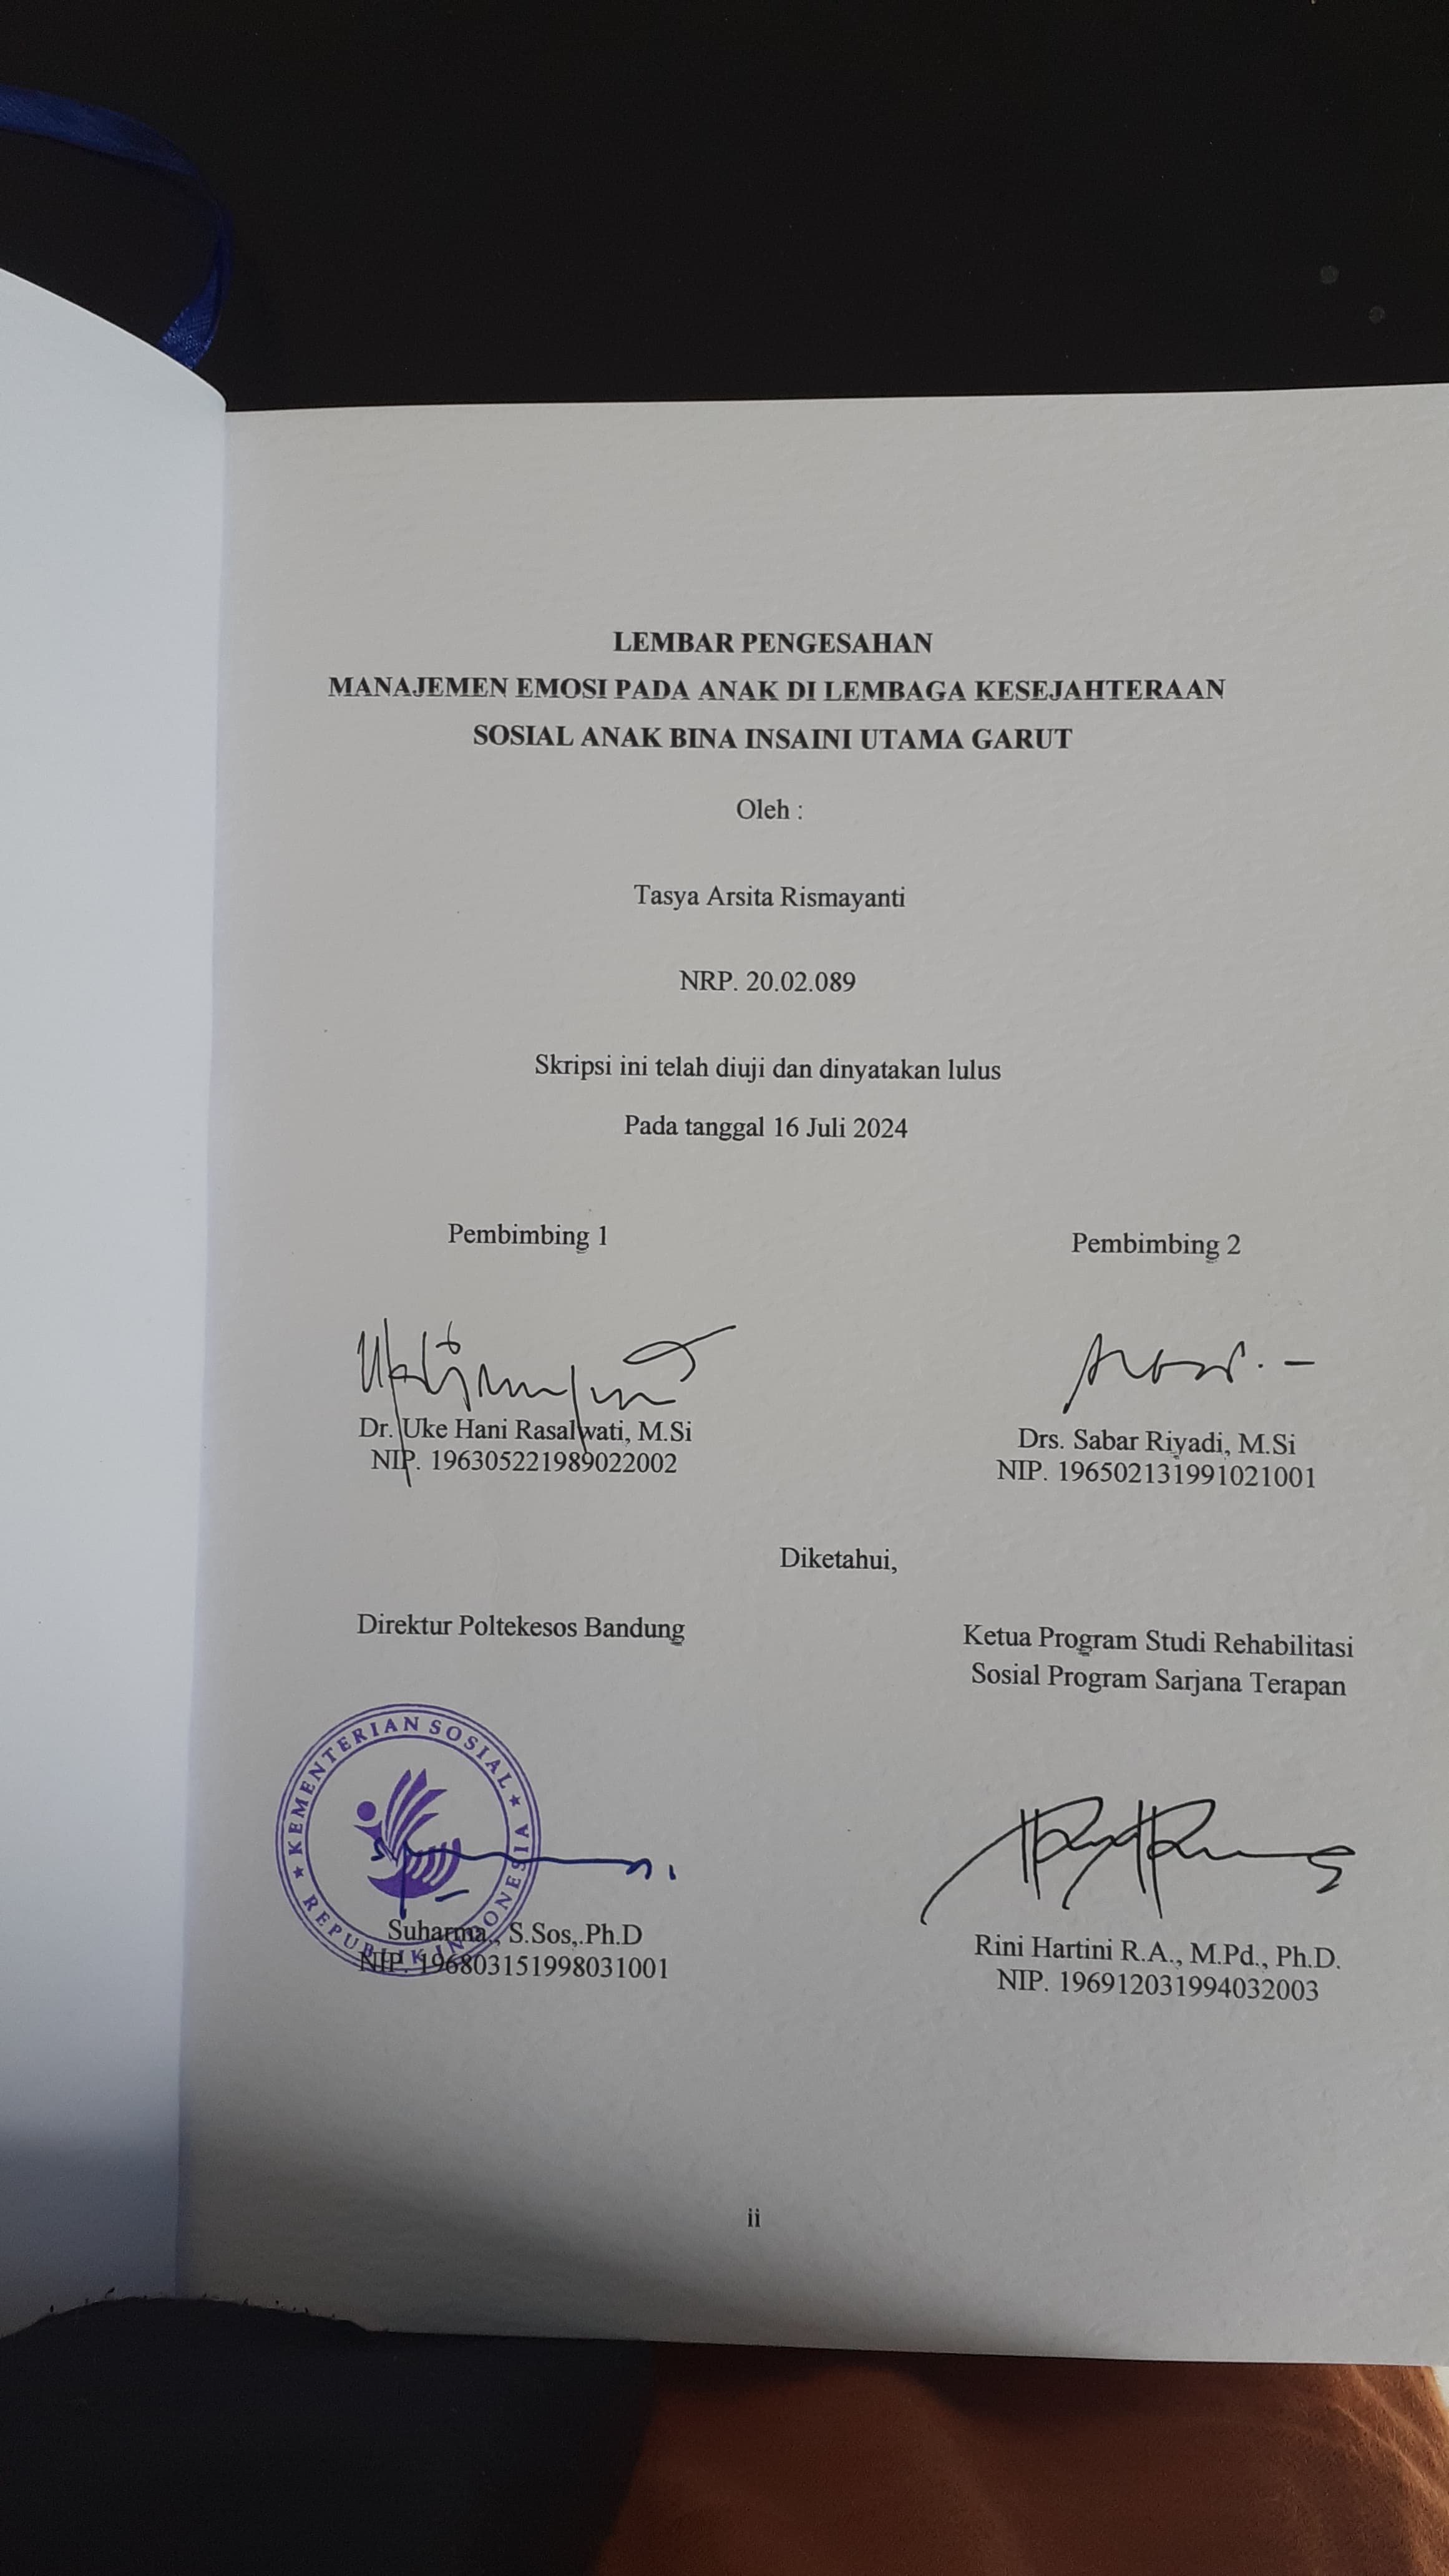 LEMBAR PENGESAHAN
MANAJEMEN EMOSI PADA ANAK DI LEMBAGA KESEJAHTERAAN
SOSIAL ANAK BINA INSAINI UTAMA GARUT
Oleh :
Tasya Arsita Rismayanti
NRP. 20.02.089
Skripsi ini telah diuji dan dinyatakan lulus
Pada tanggal 16 Juli 2024
Pembimbing 1
Dr. Uke Hani Rasalwati, M.Si
NIP. 196305221989022002
Pembimbing 2
Drs. Sabar Riyadi, M.Si
NIP. 196502131991021001
Diketahui,
Direktur Poltekesos Bandung
KEMENTERIAN SOSIAL
REPUBLIK INDONESIA
Suharma,, S.Sos,.Ph.D
NIP. 196803151998031001
Ketua Program Studi Rehabilitasi
Sosial Program Sarjana Terapan
Rini Hartini R.A., M.Pd., Ph.D.
NIP. 196912031994032003
ii